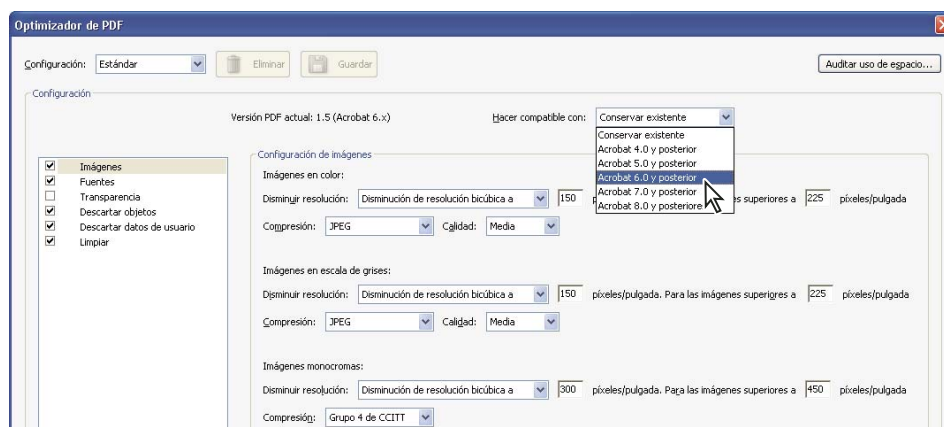 Optimizador de PDF
Configuración: Estándar Eliminar Guardar Auditar uso de espacio...
Configuración
Versión PDF actual: 1.5 (Acrobat 6.x) Hacer compatible con: Conservar existente
Conservar existente
Acrobat 4.0 y posterior
Acrobat 5.0 y posterior
Acrobat 6.0 y posterior
Acrobat 7.0 y posterior
Acrobat 8.0 y posteriore
Imágenes
Fuentes
Transparencia
Descartar objetos
Descartar datos de usuario
Limpiar
Configuración de imágenes
Imágenes en color:
Disminuir resolución: Disminución de resolución bicúbica a 150 superiores a 225 píxeles/pulgada
Compresión: JPEG Calidad: Media
Imágenes en escala de grises:
Disminuir resolución: Disminución de resolución bicúbica a 150 píxeles/pulgada. Para las imágenes superiores a 225 píxeles/pulgada
Compresión: JPEG Calidad: Media
Imágenes monocromas:
Disminuir resolución: Disminución de resolución bicúbica a 300 píxeles/pulgada. Para las imágenes superiores a 450 píxeles/pulgada
Compresión: Grupo 4 de CCITT